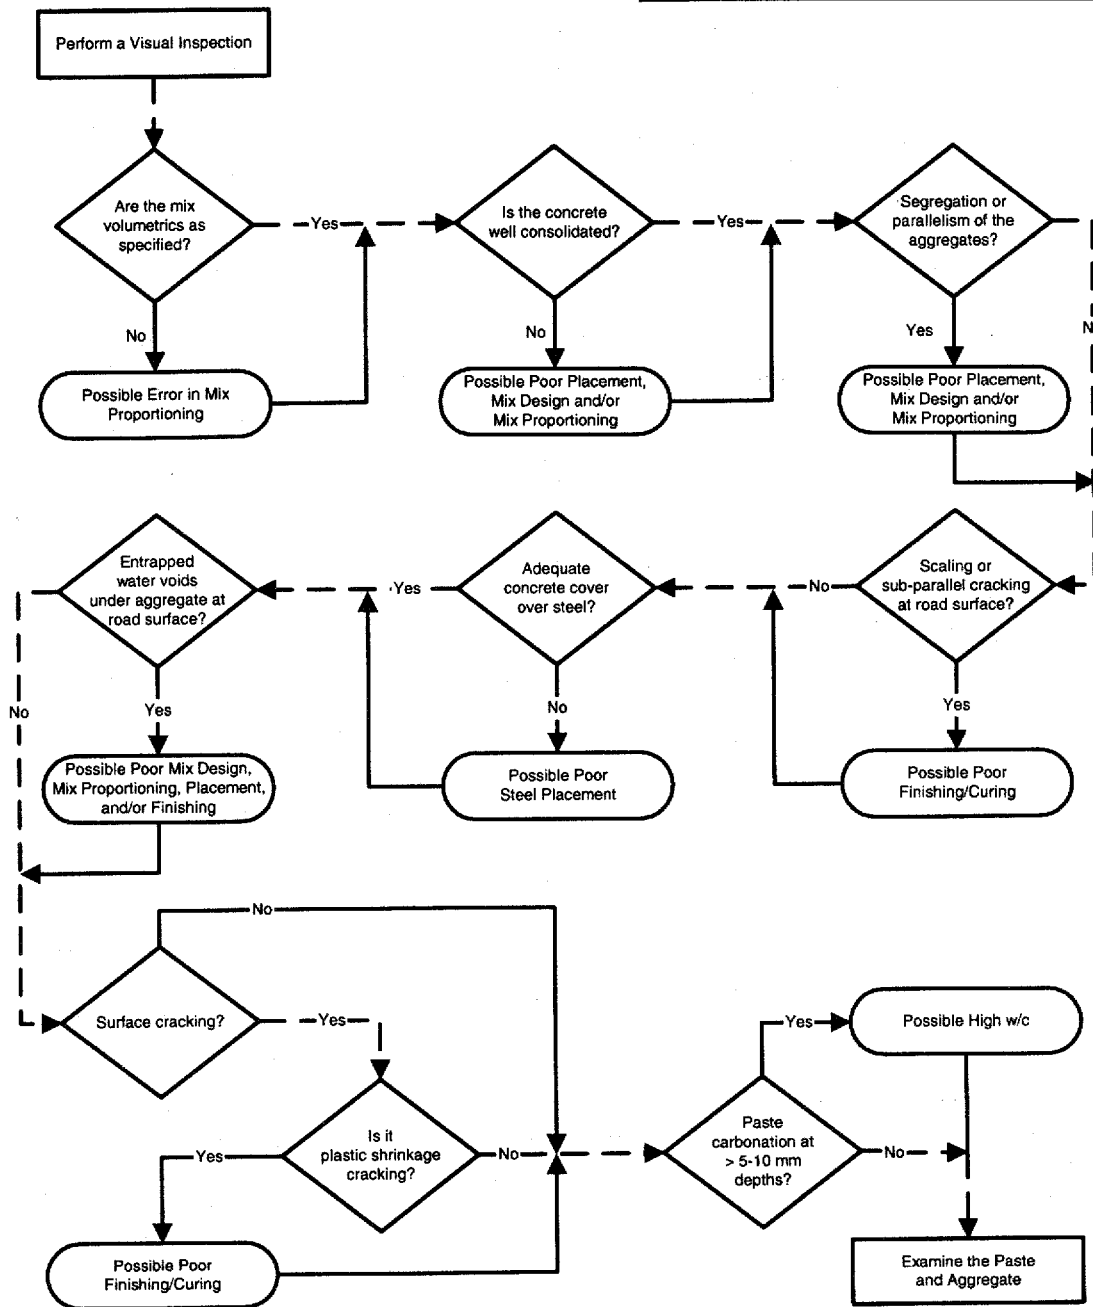 Perform a Visual Inspection
Are the mix
volumetrics as
specified?
Yes
No
Possible Error in Mix
Proportioning
Is the concrete
well consolidated?
Yes
No
Possible Poor Placement,
Mix Design and/or
Mix Proportioning
Segregation or
parallelism of the
aggregates?
N
Yes
Possible Poor Placement,
Mix Design and/or
Mix Proportioning
Scaling or
sub-parallel cracking
at road surface?
No
Yes
Possible Poor
Finishing/Curing
Adequate
concrete cover
over steel?
Yes
No
Possible Poor
Steel Placement
Entrapped
water voids
under aggregate at
road surface?
No
Yes
Possible Poor Mix Design,
Mix Proportioning, Placement,
and/or Finishing
Surface cracking?
No
Yes
Is it
plastic shrinkage
cracking?
Yes
No
Possible Poor
Finishing/Curing
Paste
carbonation at
> 5-10 mm
depths?
Yes
No
Possible High w/c
Examine the Paste
and Aggregate